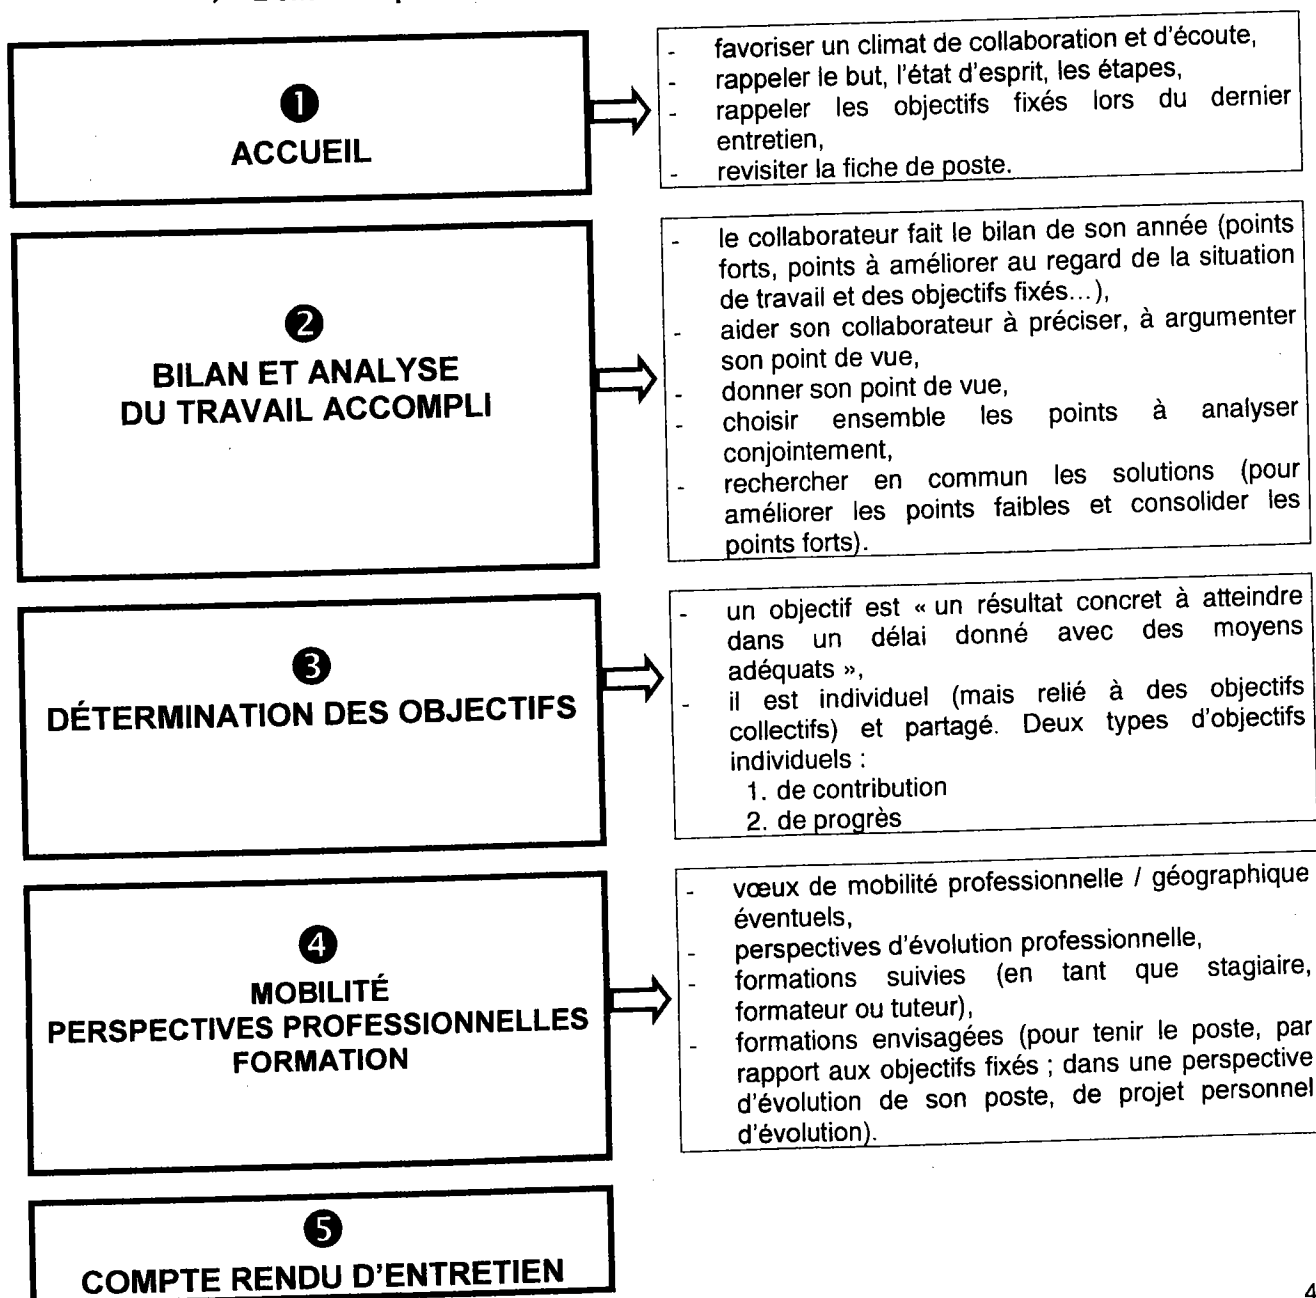 ❶
ACCUEIL
- favoriser un climat de collaboration et d'écoute,
- rappeler le but, l'état d'esprit, les étapes,
- rappeler les objectifs fixés lors du dernier
entretien,
- revisiter la fiche de poste.
❷
BILAN ET ANALYSE
DU TRAVAIL ACCOMPLI
- le collaborateur fait le bilan de son année (points
forts, points à améliorer au regard de la situation
de travail et des objectifs fixés...),
- aider son collaborateur à préciser, à argumenter
son point de vue,
- donner son point de vue,
- choisir ensemble les points à analyser
conjointement,
- rechercher en commun les solutions (pour
améliorer les points faibles et consolider les
points forts).
❸
DÉTERMINATION DES OBJECTIFS
- un objectif est « un résultat concret à atteindre
dans un délai donné avec des moyens
adéquats »,
- il est individuel (mais relié à des objectifs
collectifs) et partagé. Deux types d'objectifs
individuels :
1. de contribution
2. de progrès
❹
MOBILITÉ
PERSPECTIVES PROFESSIONNELLES
FORMATION
- vœux de mobilité professionnelle / géographique
éventuels,
- perspectives d'évolution professionnelle,
- formations suivies (en tant que stagiaire,
formateur ou tuteur),
- formations envisagées (pour tenir le poste, par
rapport aux objectifs fixés ; dans une perspective
d'évolution de son poste, de projet personnel
d'évolution).
❺
COMPTE RENDU D'ENTRETIEN
4